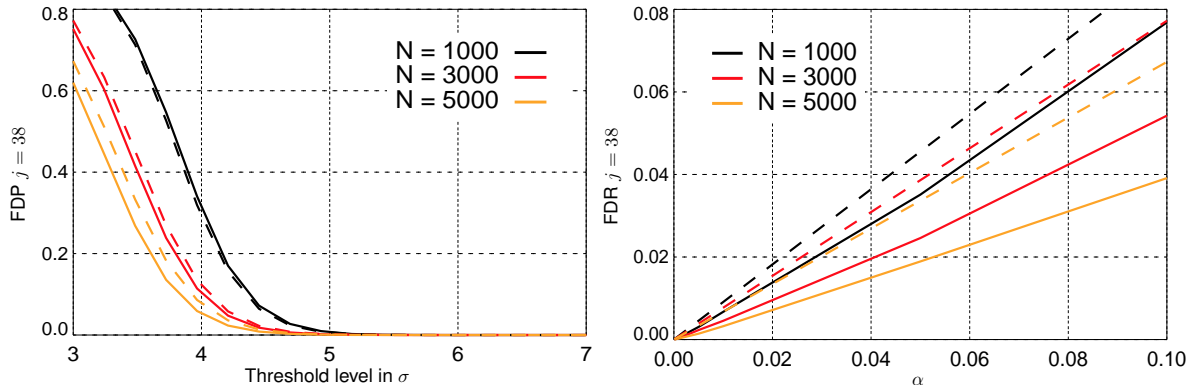 0.8
0.6
0.4
0.2
0.0
FDP j = 38
N = 1000
N = 3000
N = 5000
3
4
5
6
7
Threshold level in σ
0.08
0.06
0.04
0.02
0.00
FDR j = 38
N = 1000
N = 3000
N = 5000
0.00
0.02
0.04
0.06
0.08
0.10
α